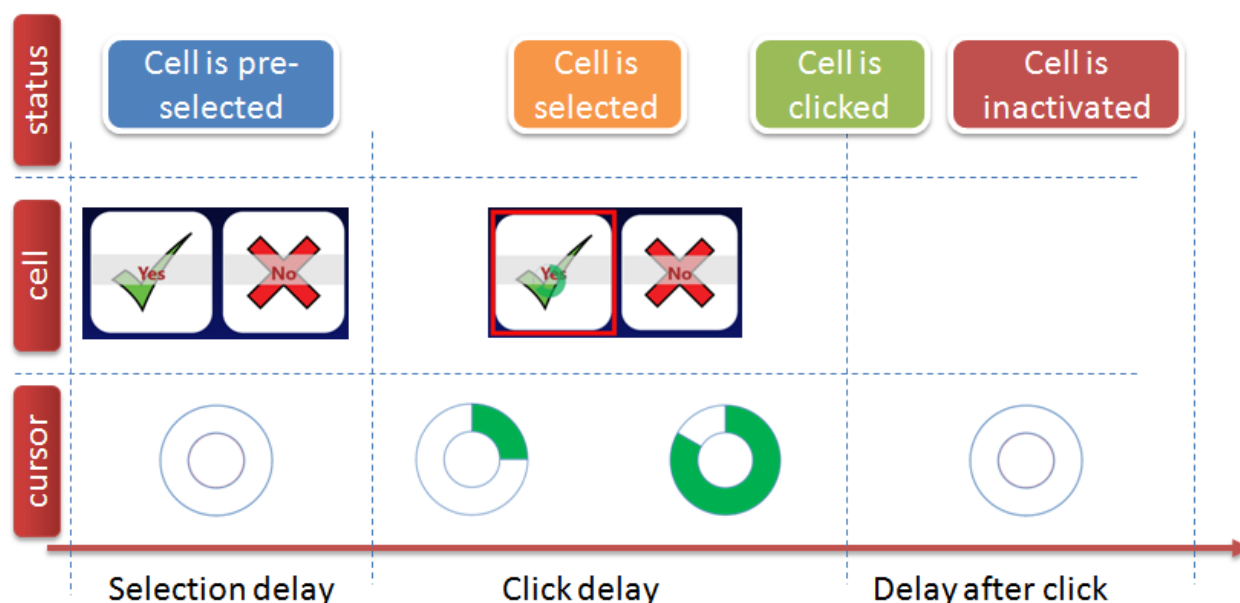 status
Cell is pre-
selected
Cell is
selected
Cell is
clicked
Cell is
inactivated
cell
Yes
No
Yes
No
cursor
Selection delay
Click delay
Delay after click